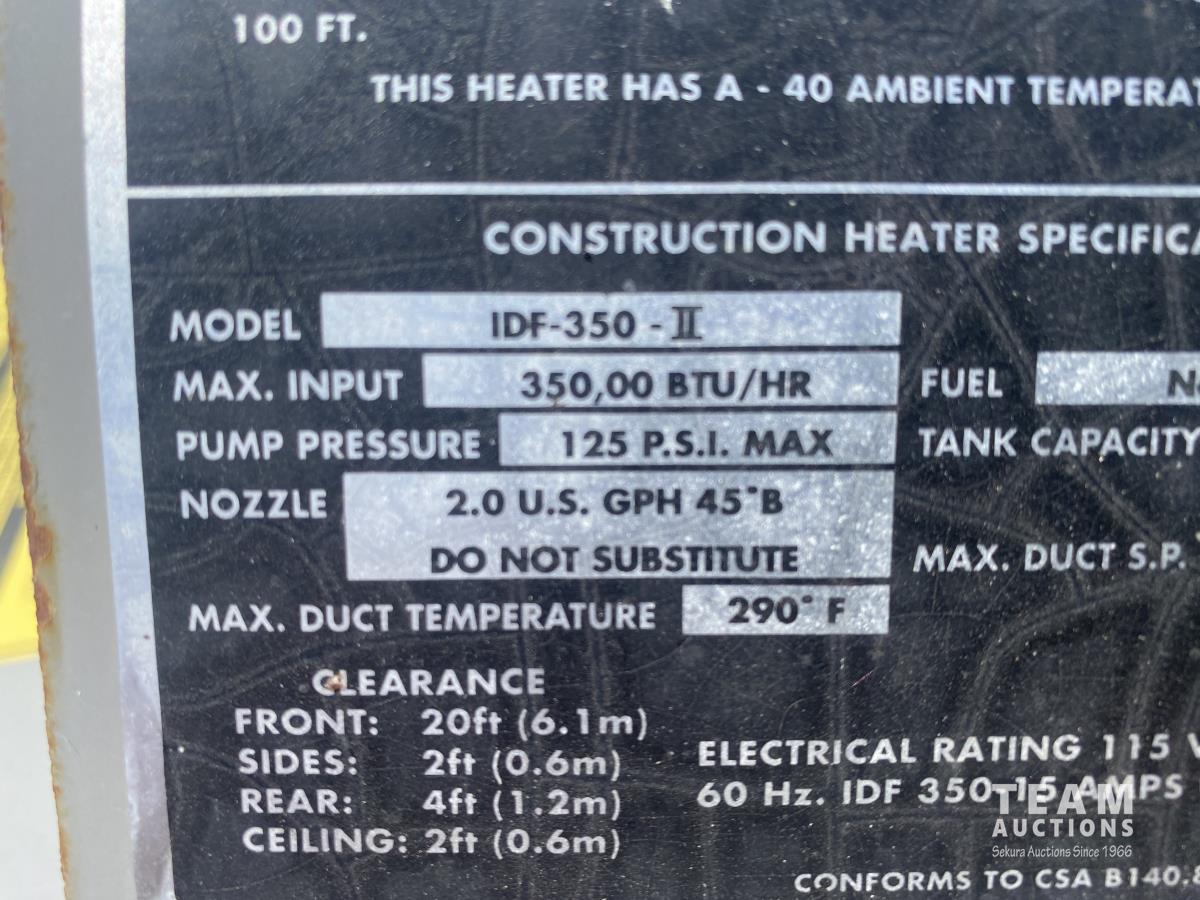 100 FT.
THIS HEATER HAS A - 40 AMBIENT TEMPERAT
CONSTRUCTION HEATER SPECIFICA
MODEL IDF-350 - II
MAX. INPUT 350,00 BTU/HR FUEL N
PUMP PRESSURE 125 P.S.I. MAX TANK CAPACITY
NOZZLE 2.0 U.S. GPH 45°B
DO NOT SUBSTITUTE MAX. DUCT S.P.
MAX. DUCT TEMPERATURE 290° F
CLEARANCE
FRONT: 20ft (6.1m)
SIDES: 2ft (0.6m)
REAR: 4ft (1.2m)
CEILING: 2ft (0.6m)
ELECTRICAL RATING 115 V
60 Hz. IDF 350-15 AMPS
CONFORMS TO CSA B140.8
TEAM
AUCTIONS
Sekura Auctions Since 1966